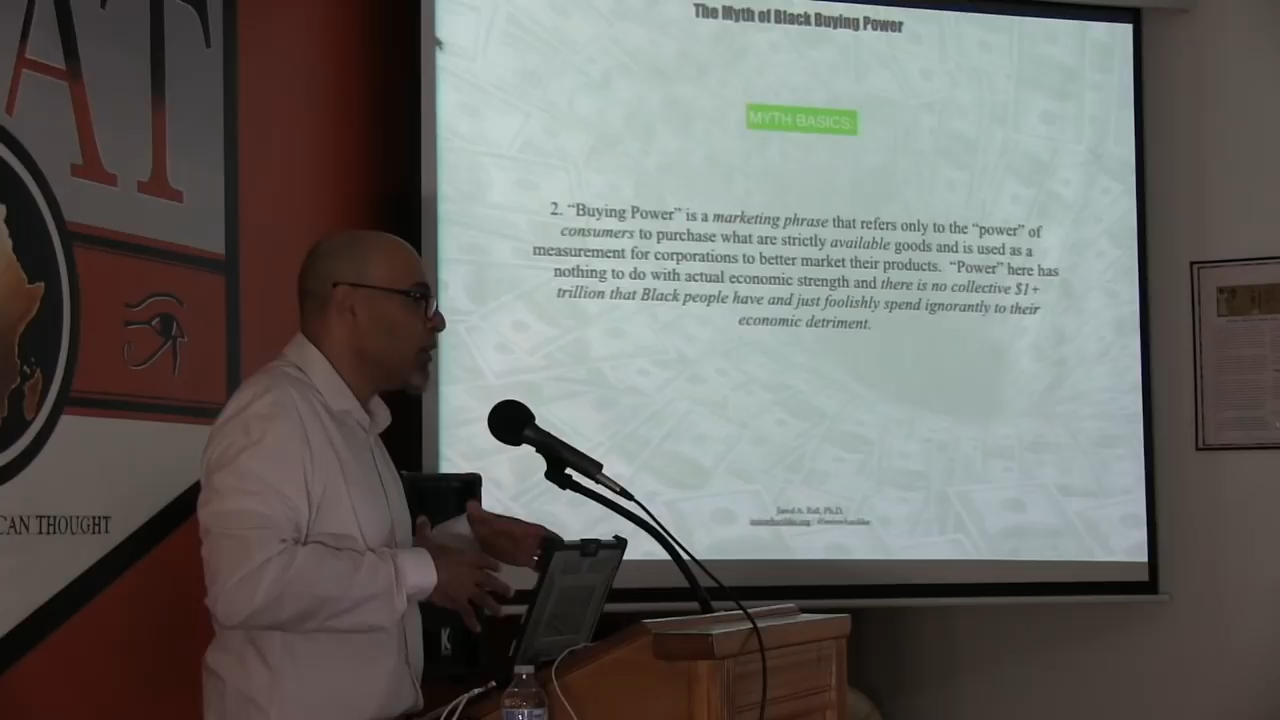 AT
CAN THOUGHT
The Myth of Black Buying Power
MYTH BASICS:
2. “Buying Power” is a marketing phrase that refers only to the “power” of
consumers to purchase what are strictly available goods and is used as a
measurement for corporations to better market their products. “Power” here has
nothing to do with actual economic strength and there is no collective $1+
trillion that Black people have and just foolishly spend ignorantly to their
economic detriment.
Jared A. Ball, Ph.D.